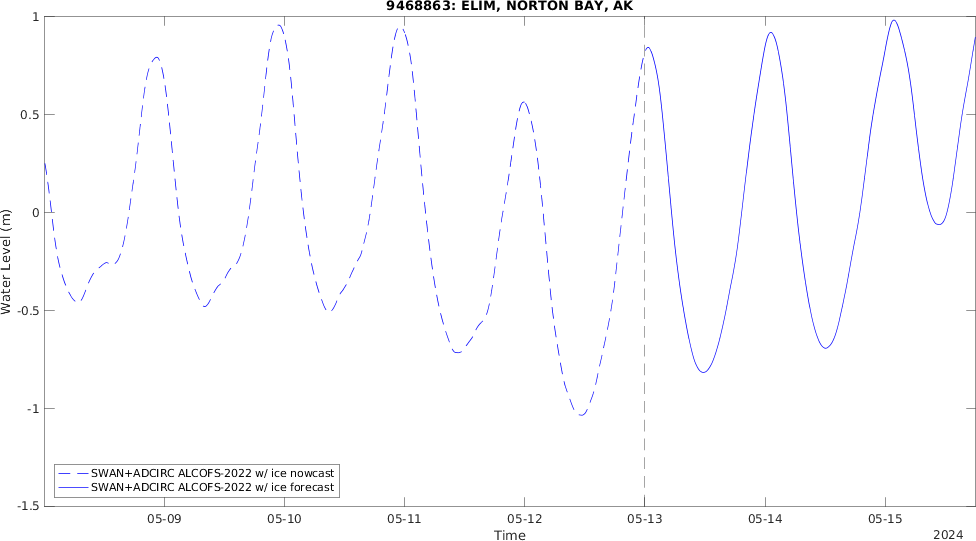 9468863: ELIM, NORTON BAY, AK
Water Level (m)
1
0.5
0
-0.5
-1
-1.5
SWAN+ADCIRC ALCOFS-2022 w/ ice nowcast
SWAN+ADCIRC ALCOFS-2022 w/ ice forecast
05-09 05-10 05-11 05-12 05-13 05-14 05-15
Time
2024